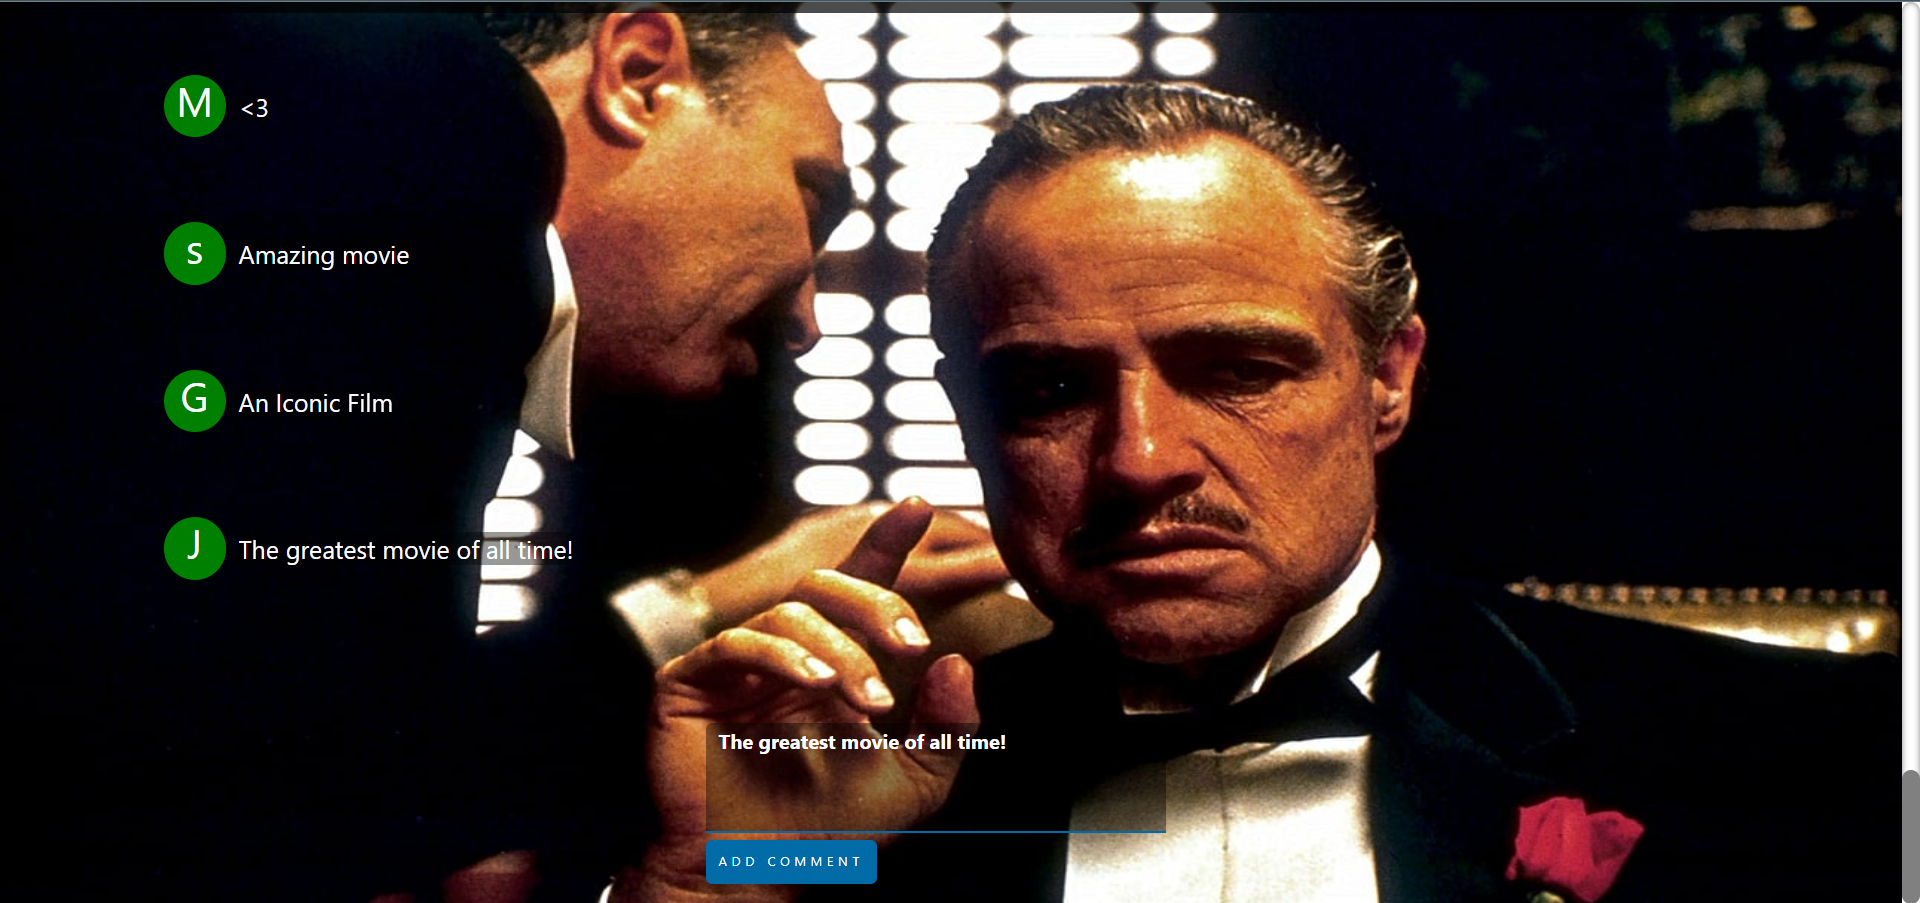 M <3
s Amazing movie
G An Iconic Film
J The greatest movie of all time!
The greatest movie of all time!
ADD COMMENT